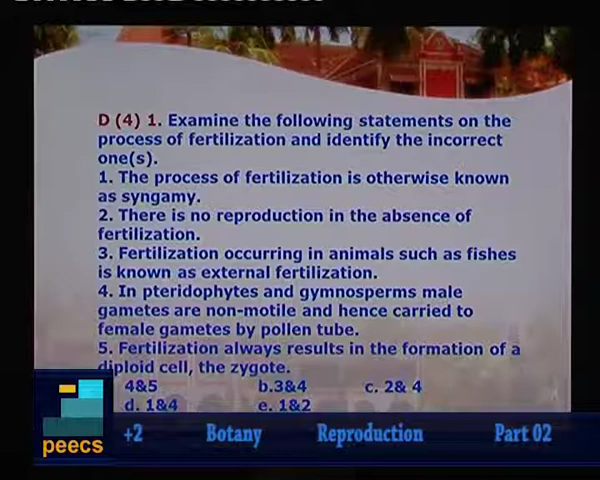 D (4) 1. Examine the following statements on the
process of fertilization and identify the incorrect
one(s).
1. The process of fertilization is otherwise known
as syngamy.
2. There is no reproduction in the absence of
fertilization.
3. Fertilization occurring in animals such as fishes
is known as external fertilization.
4. In pteridophytes and gymnosperms male
gametes are non-motile and hence carried to
female gametes by pollen tube.
5. Fertilization always results in the formation of a
diploid cell, the zygote.
4&5 b.3&4 c. 2& 4
d. 1&4 e. 1&2
peecs
+2 Botany Reproduction Part 02